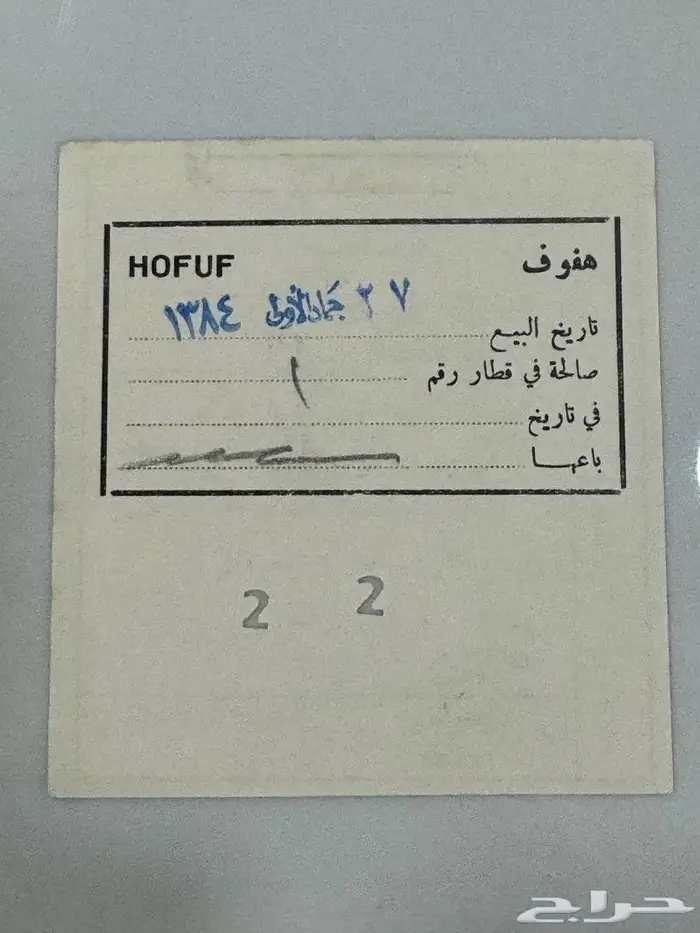 HOFUF هفوف
٢٧ جماد الأولى ١٣٨٤
تاريخ البيع
صالحة في قطار رقم ١
في تاريخ
باعها
2 2
حراج